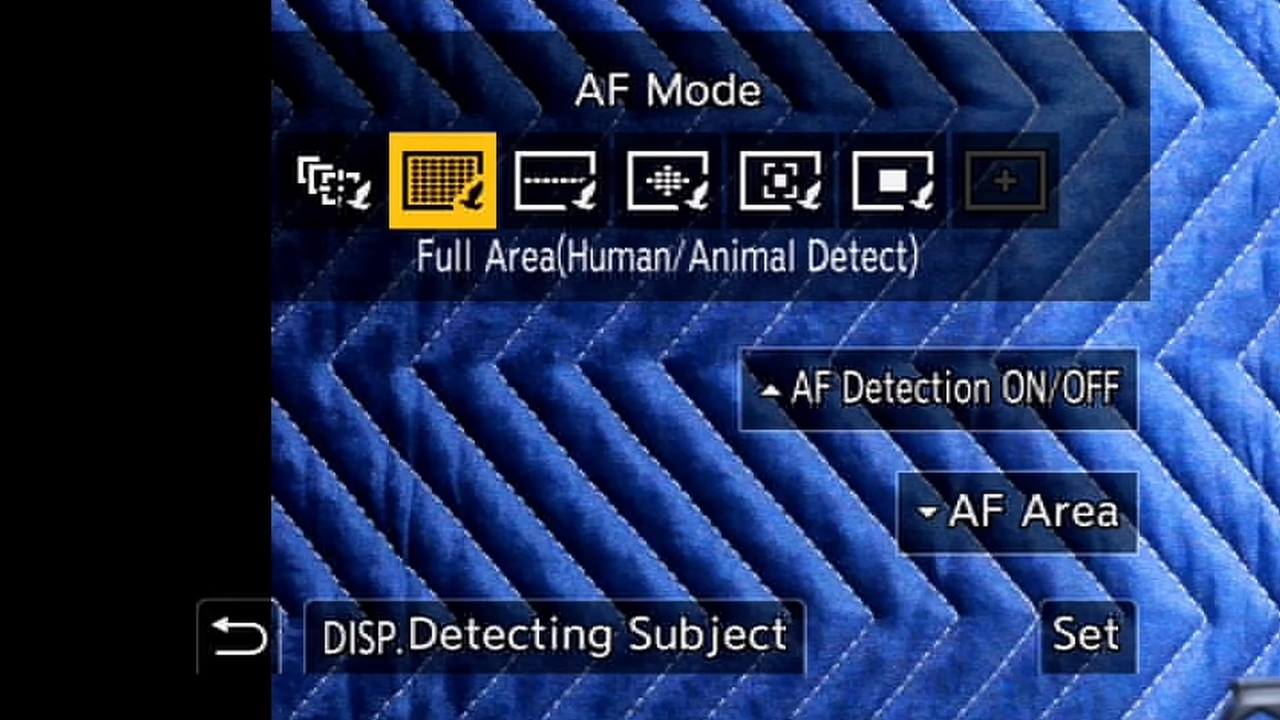 AF Mode
Full Area(Human/Animal Detect)
AF Detection ON/OFF
AF Area
DISP.Detecting Subject
Set